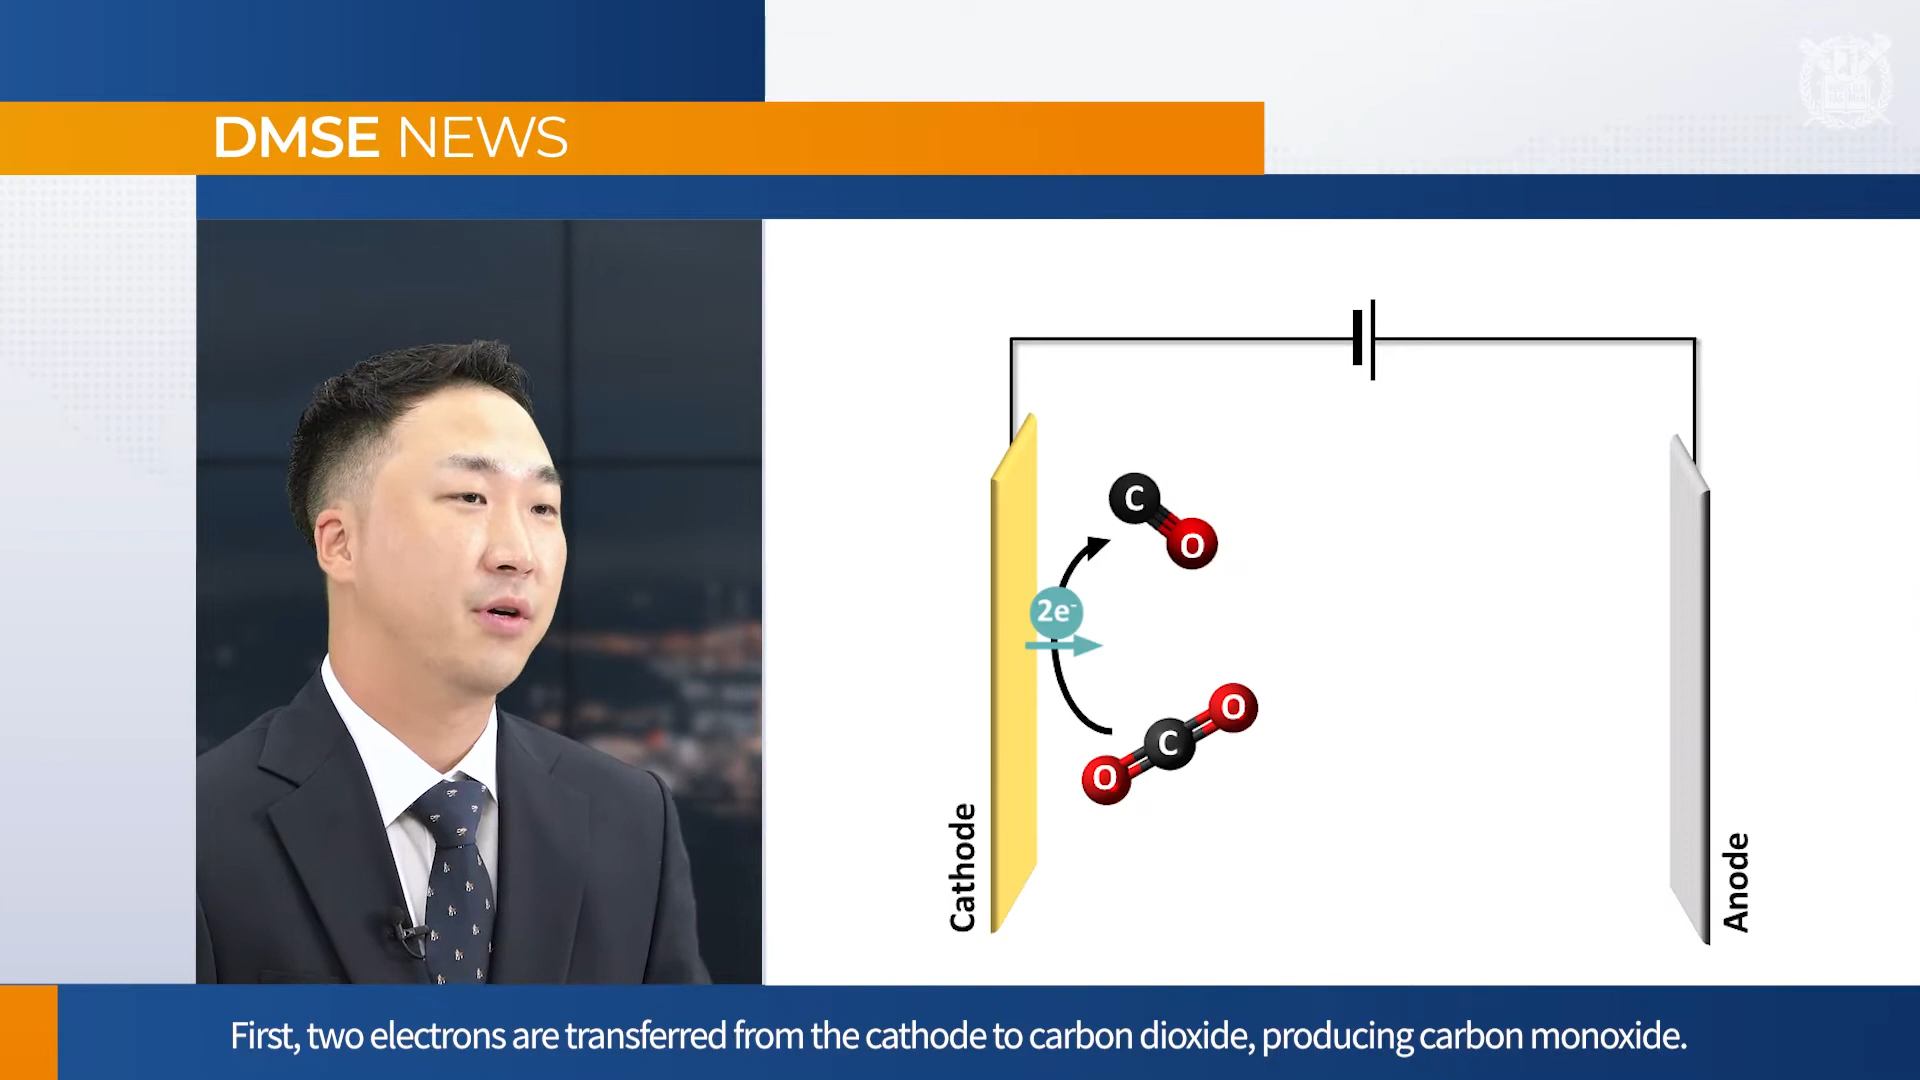 DMSE NEWS
C
O
2e⁻
O
C
O
Cathode
Anode
First, two electrons are transferred from the cathode to carbon dioxide, producing carbon monoxide.